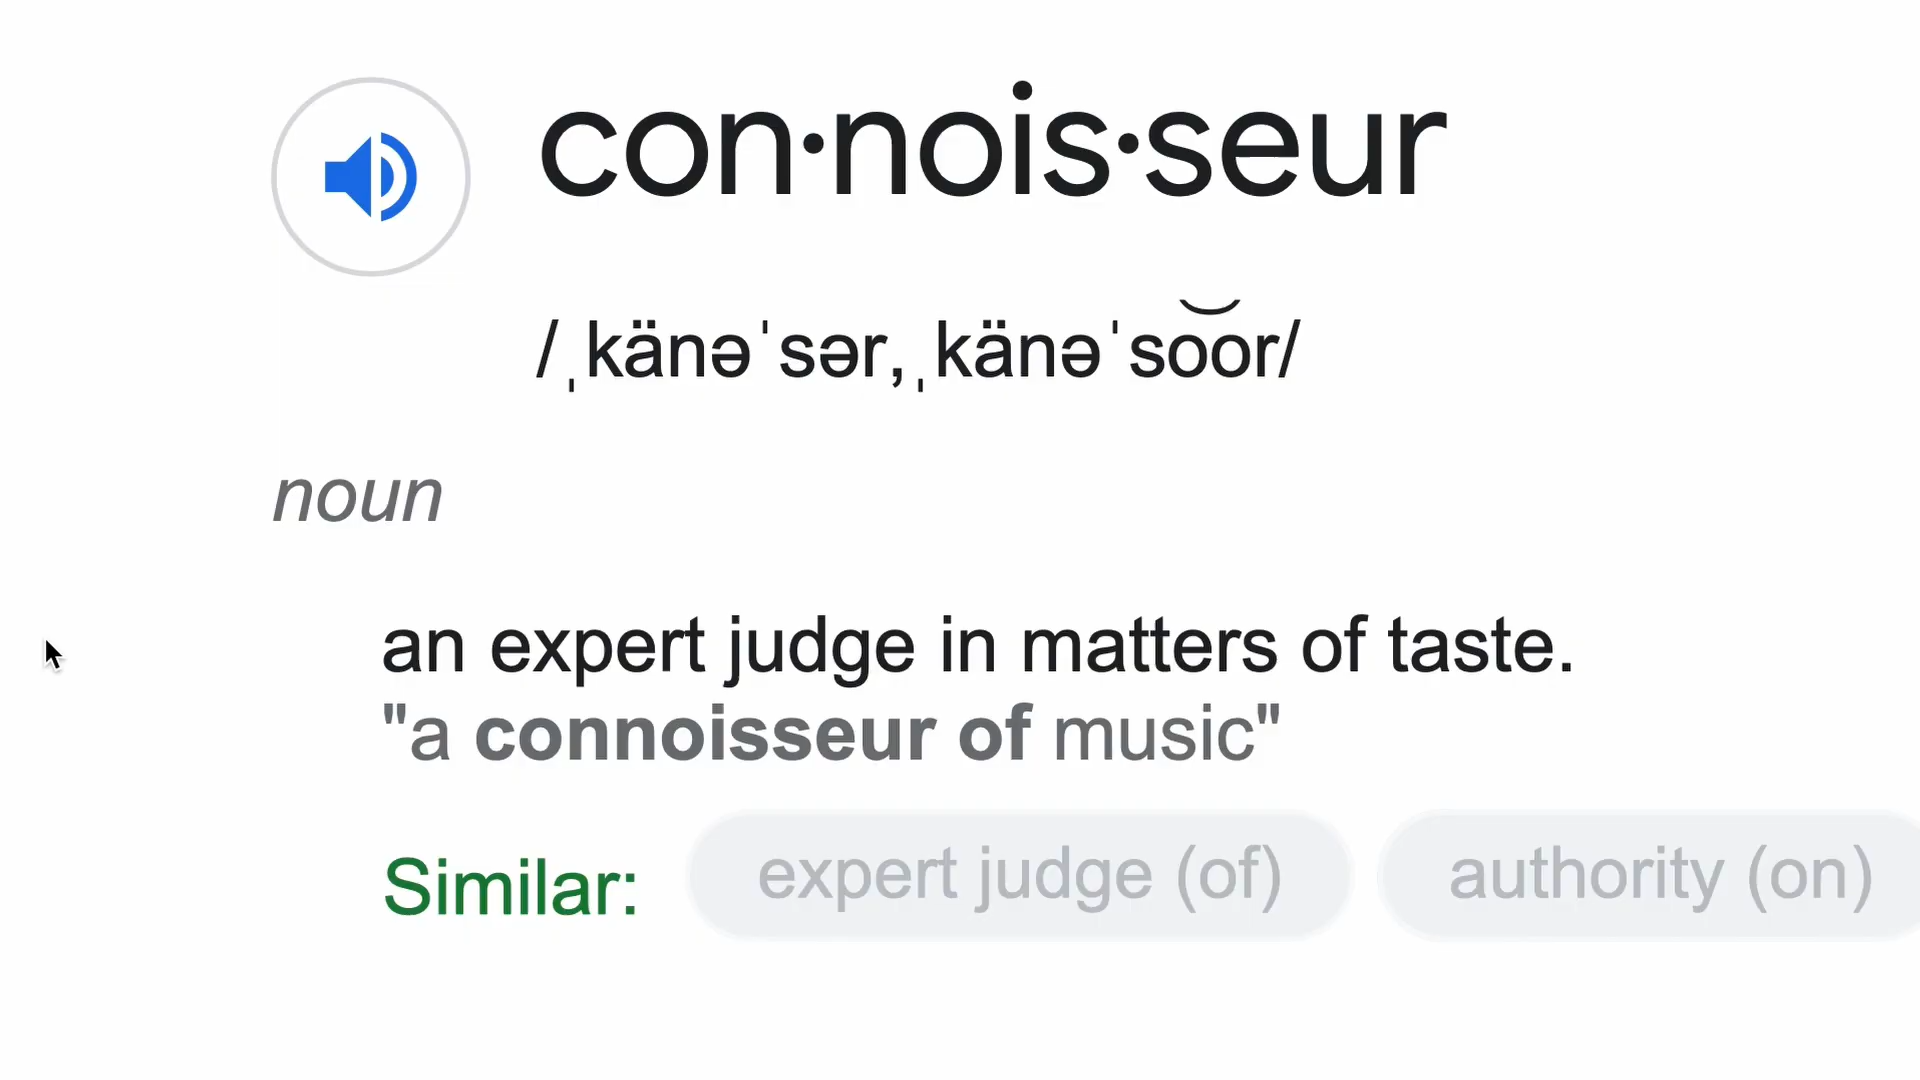 con·nois·seur
/ˌkänəˈsər,ˌkänəˈso͝or/
noun
an expert judge in matters of taste.
"a connoisseur of music"
Similar: expert judge (of) authority (on)